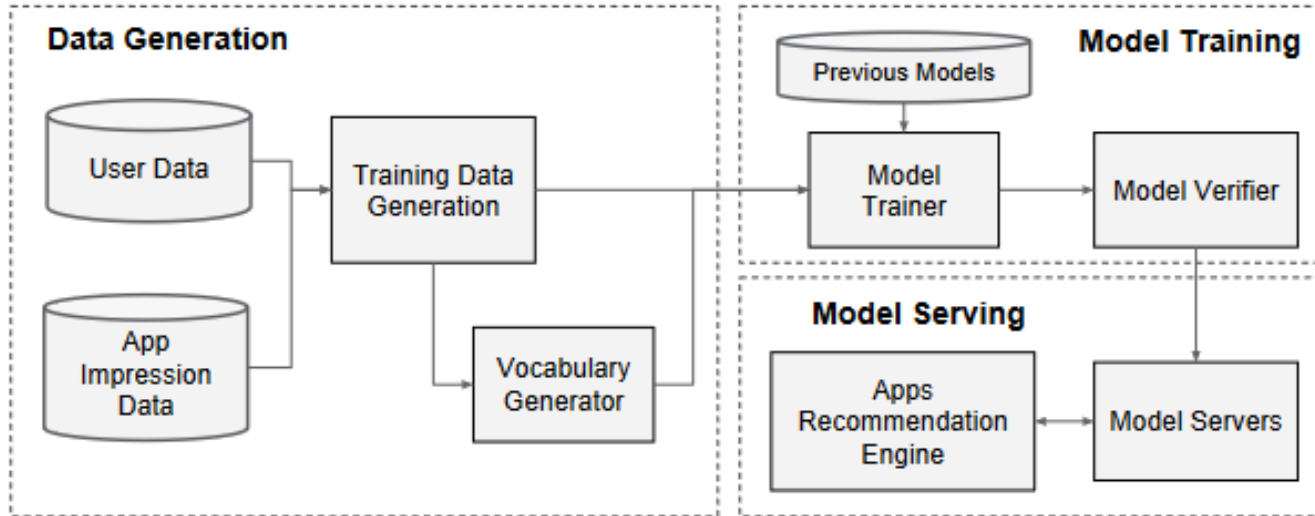 Data Generation
User Data
App
Impression
Data
Training Data
Generation
Vocabulary
Generator
Model Training
Previous Models
Model
Trainer
Model Verifier
Model Serving
Apps
Recommendation
Engine
Model Servers